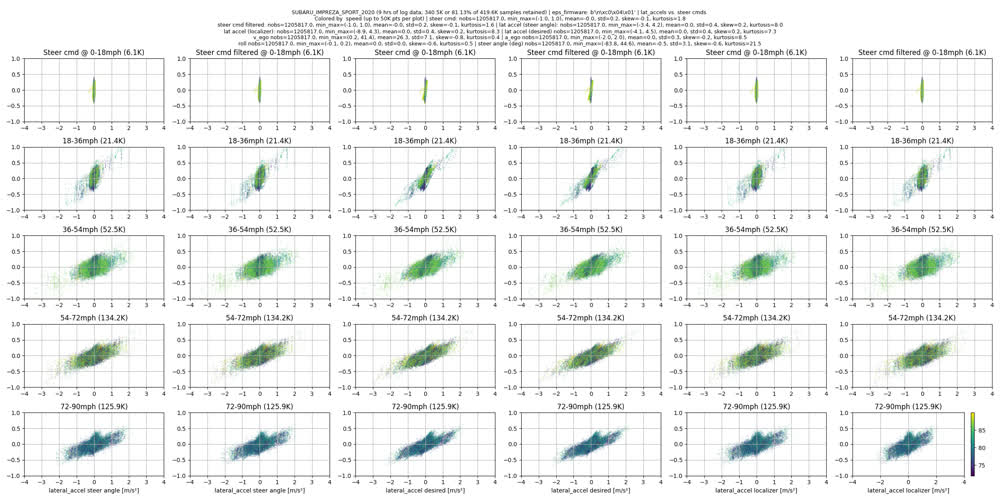 SUBARU_IMPREZA_SPORT_2020 (9 hrs of log data; 340.5K or 81.13% of 419.6K samples retained) | eps_firmware: b'\n\xc0\x04\x01' | lat_accels vs. steer cmds.
Colored by: speed (up to 50K pts per plot) | steer cmd: nobs=1205817.0, min_max=(-1.0, 1.0), mean=-0.0, std=0.2, skew=-0.1, kurtosis=1.8
steer cmd filtered: nobs=1205817.0, min_max=(-1.0, 1.0), mean=-0.0, std=0.2, skew=-0.1, kurtosis=1.6 | lat accel (steer angle): nobs=1205817.0, min_max=(-3.4, 4.2), mean=0.0, std=0.4, skew=0.2, kurtosis=8.0
lat accel (localizer): nobs=1205817.0, min_max=(-8.9, 4.3), mean=0.0, std=0.4, skew=0.2, kurtosis=8.3 | lat accel (desired): nobs=1205817.0, min_max=(-4.1, 4.5), mean=0.0, std=0.4, skew=0.2, kurtosis=7.3
v_ego nobs=1205817.0, min_max=(0.2, 41.4), mean=26.3, std=7.1, skew=-0.8, kurtosis=0.4 | a_ego nobs=1205817.0, min_max=(-2.0, 2.0), mean=0.0, std=0.3, skew=-0.2, kurtosis=8.5
roll nobs=1205817.0, min_max=(-0.1, 0.2), mean=0.0, std=0.0, skew=-0.6, kurtosis=0.5 | steer angle (deg) nobs=1205817.0, min_max=(-83.8, 44.6), mean=-0.5, std=3.1, skew=-0.6, kurtosis=21.5
Steer cmd @ 0-18mph (6.1K) Steer cmd filtered @ 0-18mph (6.1K) Steer cmd @ 0-18mph (6.1K) Steer cmd filtered @ 0-18mph (6.1K) Steer cmd @ 0-18mph (6.1K) Steer cmd filtered @ 0-18mph (6.1K)
18-36mph (21.4K) 18-36mph (21.4K) 18-36mph (21.4K) 18-36mph (21.4K) 18-36mph (21.4K) 18-36mph (21.4K)
36-54mph (52.5K) 36-54mph (52.5K) 36-54mph (52.5K) 36-54mph (52.5K) 36-54mph (52.5K) 36-54mph (52.5K)
54-72mph (134.2K) 54-72mph (134.2K) 54-72mph (134.2K) 54-72mph (134.2K) 54-72mph (134.2K) 54-72mph (134.2K)
72-90mph (125.9K) 72-90mph (125.9K) 72-90mph (125.9K) 72-90mph (125.9K) 72-90mph (125.9K) 72-90mph (125.9K)
lateral_accel steer angle [m/s²] lateral_accel steer angle [m/s²] lateral_accel desired [m/s²] lateral_accel desired [m/s²] lateral_accel localizer [m/s²] lateral_accel localizer [m/s²]
85
80
75